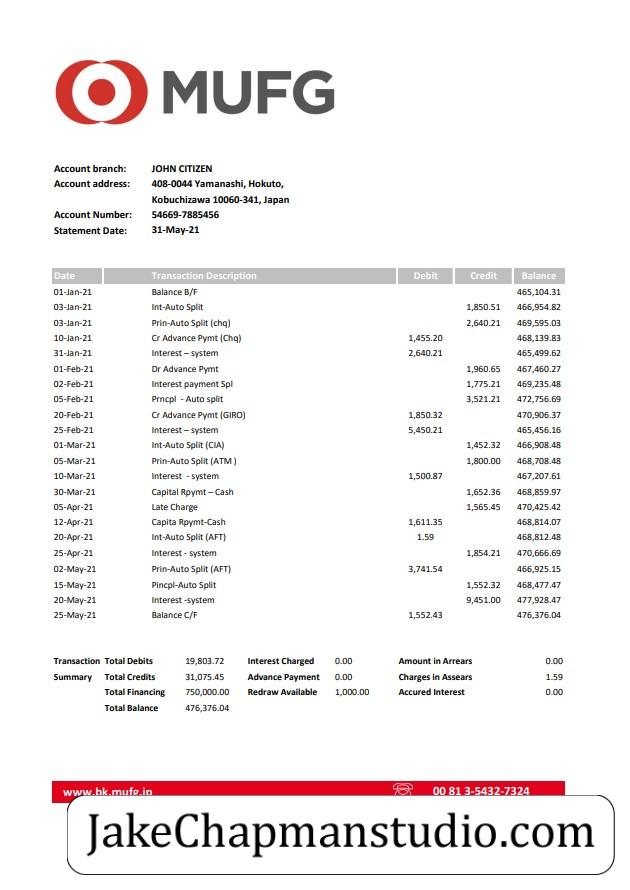 MUFG
Account branch: JOHN CITIZEN
Account address: 408-0044 Yamanashi, Hokuto,
Kobuchizawa 10060-341, Japan
Account Number: 54669-7885456
Statement Date: 31-May-21
Date Transaction Description Debit Credit Balance
01-Jan-21 Balance B/F 465,104.31
03-Jan-21 Int-Auto Split 1,850.51 466,954.82
03-Jan-21 Prin-Auto Split (chq) 2,640.21 469,595.03
10-Jan-21 Cr Advance Pymt (Chq) 1,455.20 468,139.83
31-Jan-21 Interest – system 2,640.21 465,499.62
01-Feb-21 Dr Advance Pymt 1,960.65 467,460.27
02-Feb-21 Interest payment Spl 1,775.21 469,235.48
05-Feb-21 Prncpl - Auto split 3,521.21 472,756.69
20-Feb-21 Cr Advance Pymt (GIRO) 1,850.32 470,906.37
25-Feb-21 Interest – system 5,450.21 465,456.16
01-Mar-21 Int-Auto Split (CIA) 1,452.32 466,908.48
05-Mar-21 Prin-Auto Split (ATM ) 1,800.00 468,708.48
10-Mar-21 Interest - system 1,500.87 467,207.61
30-Mar-21 Capital Rpymt – Cash 1,652.36 468,859.97
05-Apr-21 Late Charge 1,565.45 470,425.42
12-Apr-21 Capita Rpymt-Cash 1,611.35 468,814.07
20-Apr-21 Int-Auto Split (AFT) 1.59 468,812.48
25-Apr-21 Interest - system 1,854.21 470,666.69
02-May-21 Prin-Auto Split (AFT) 3,741.54 466,925.15
15-May-21 Pincpl-Auto Split 1,552.32 468,477.47
20-May-21 Interest -system 9,451.00 477,928.47
25-May-21 Balance C/F 1,552.43 476,376.04
Transaction Total Debits 19,803.72 Interest Charged 0.00 Amount in Arrears 0.00
Summary Total Credits 31,075.45 Advance Payment 0.00 Charges in Assears 1.59
Total Financing 750,000.00 Redraw Available 1,000.00 Accured Interest 0.00
Total Balance 476,376.04
www.bk.mufg.jp 00 81 3-5432-7324
JakeChapmanstudio.com